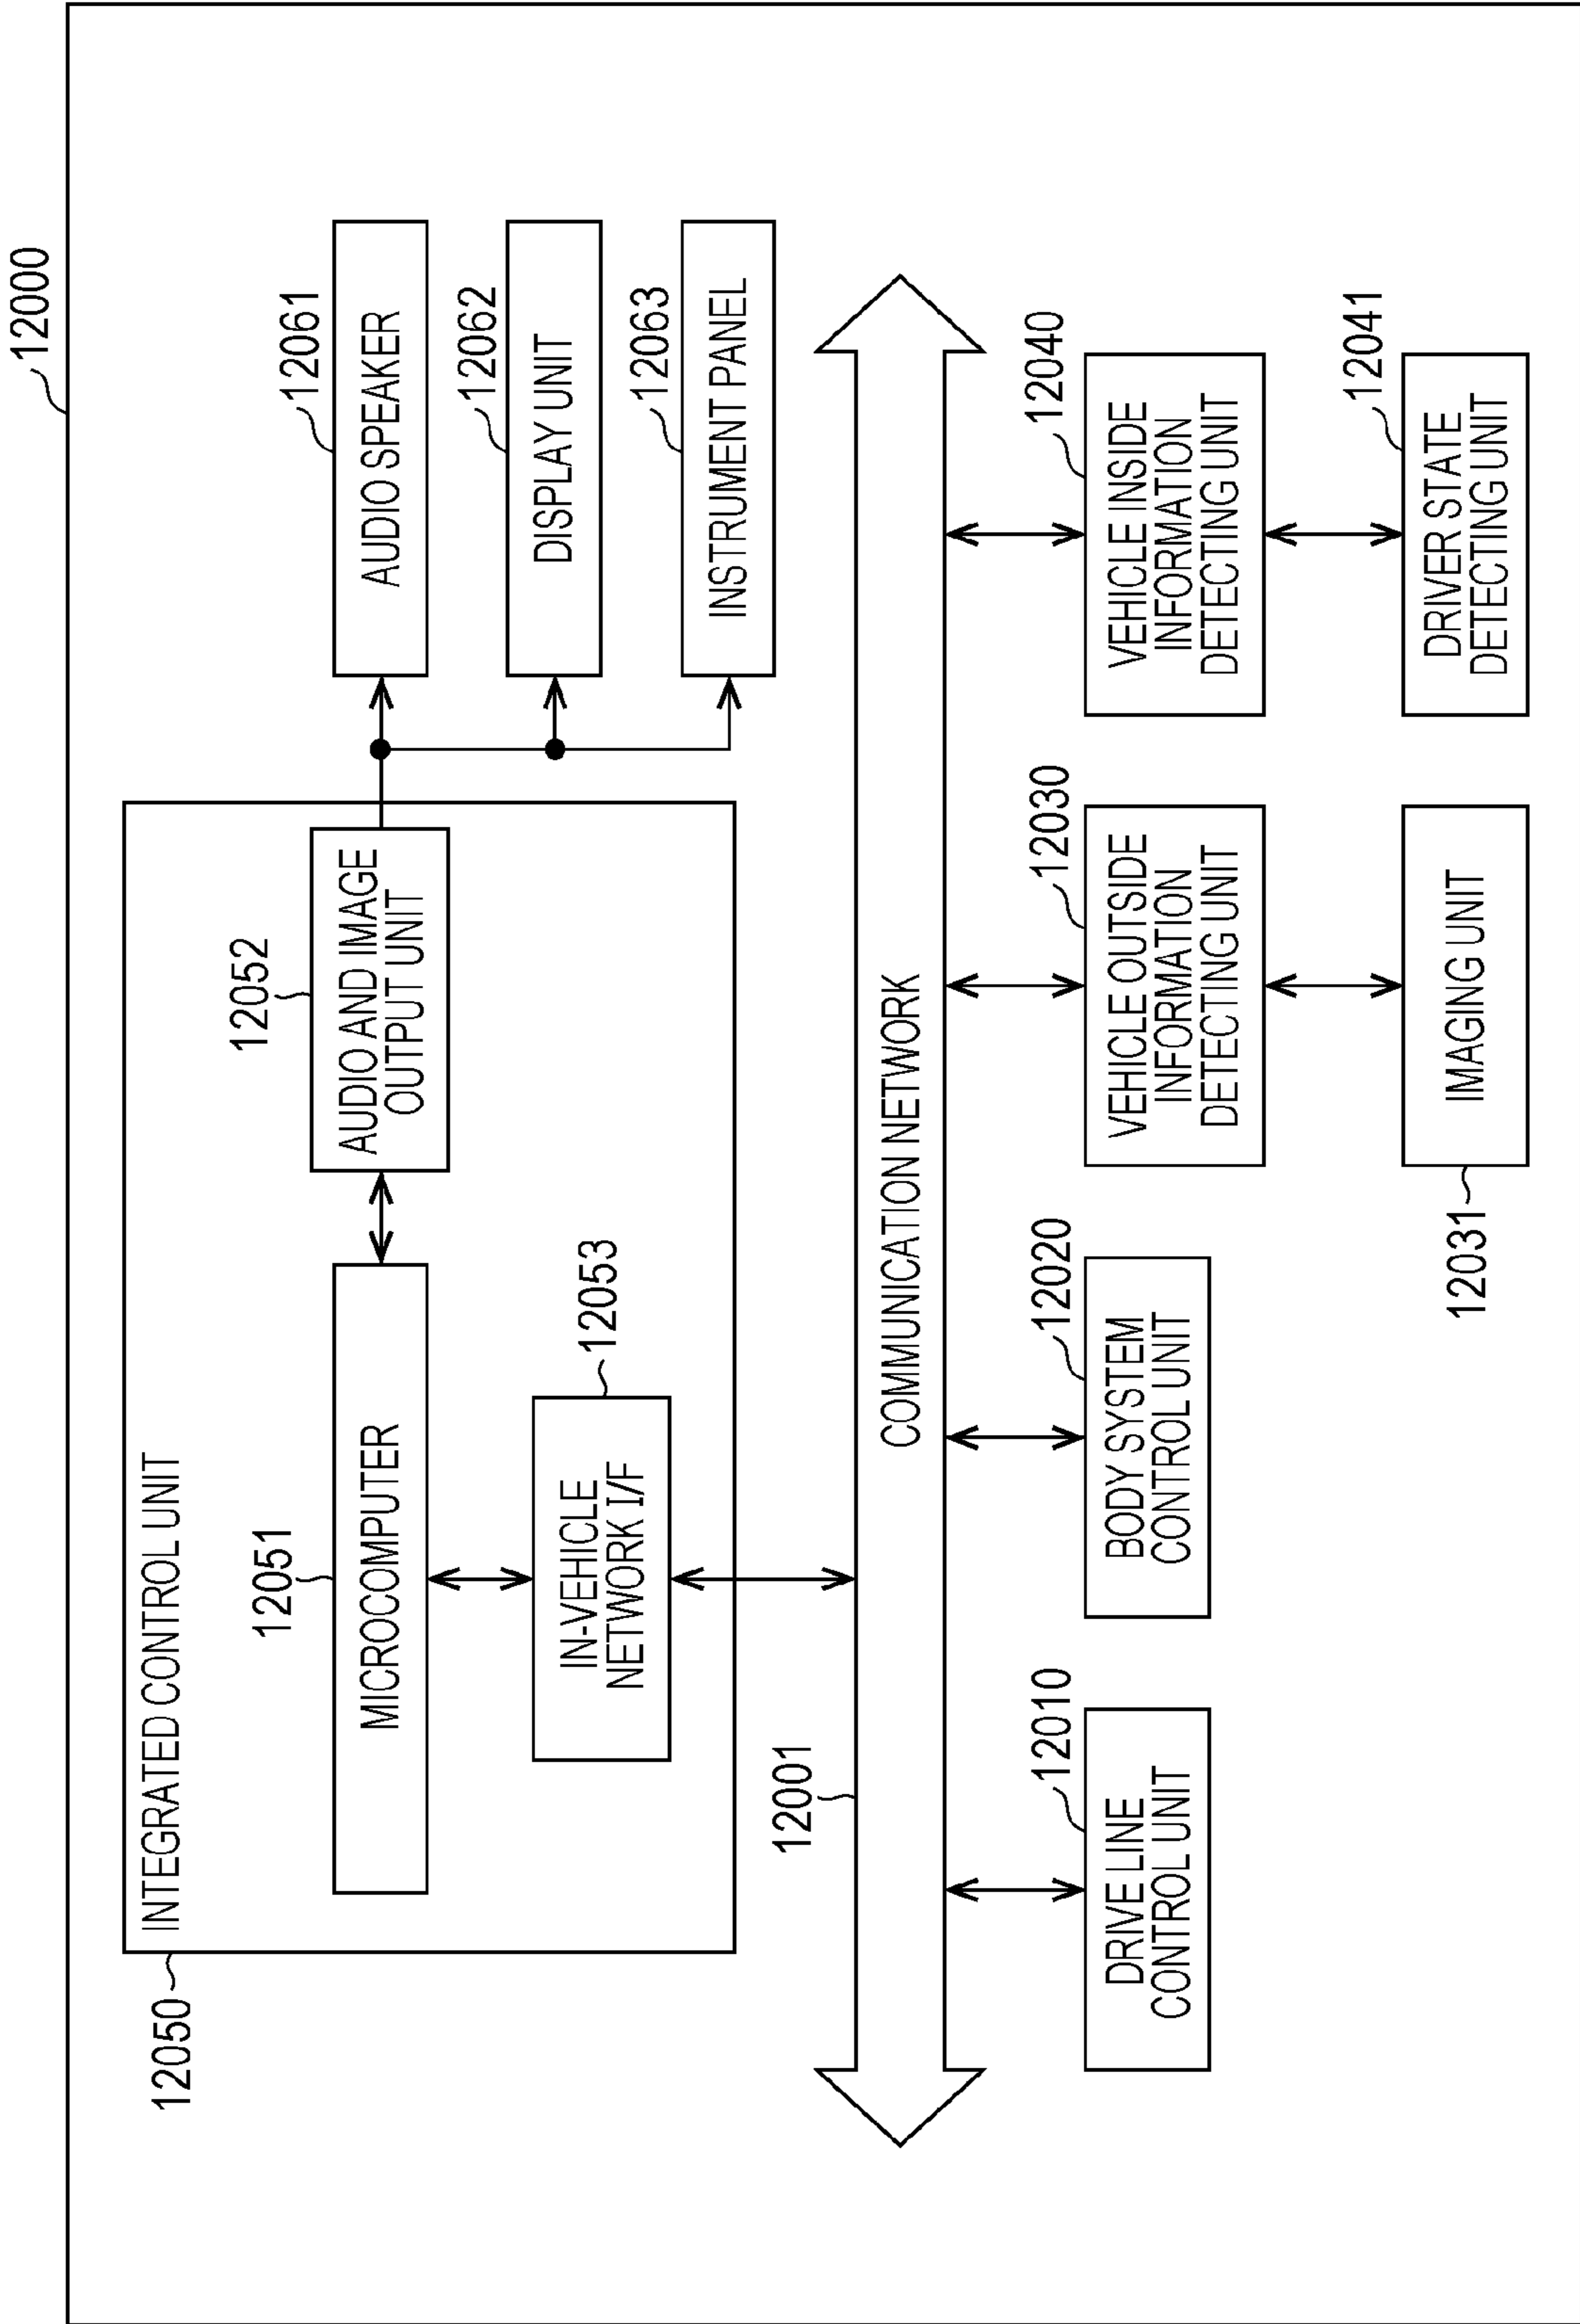 12000
12050
INTEGRATED CONTROL UNIT
12051
MICROCOMPUTER
12052
AUDIO AND IMAGE
OUTPUT UNIT
12053
IN-VEHICLE
NETWORK I/F
12061
AUDIO SPEAKER
12062
DISPLAY UNIT
12063
INSTRUMENT PANEL
12001
COMMUNICATION NETWORK
12010
DRIVE LINE
CONTROL UNIT
12020
BODY SYSTEM
CONTROL UNIT
12030
VEHICLE OUTSIDE
INFORMATION
DETECTING UNIT
12040
VEHICLE INSIDE
INFORMATION
DETECTING UNIT
12031
IMAGING UNIT
12041
DRIVER STATE
DETECTING UNIT